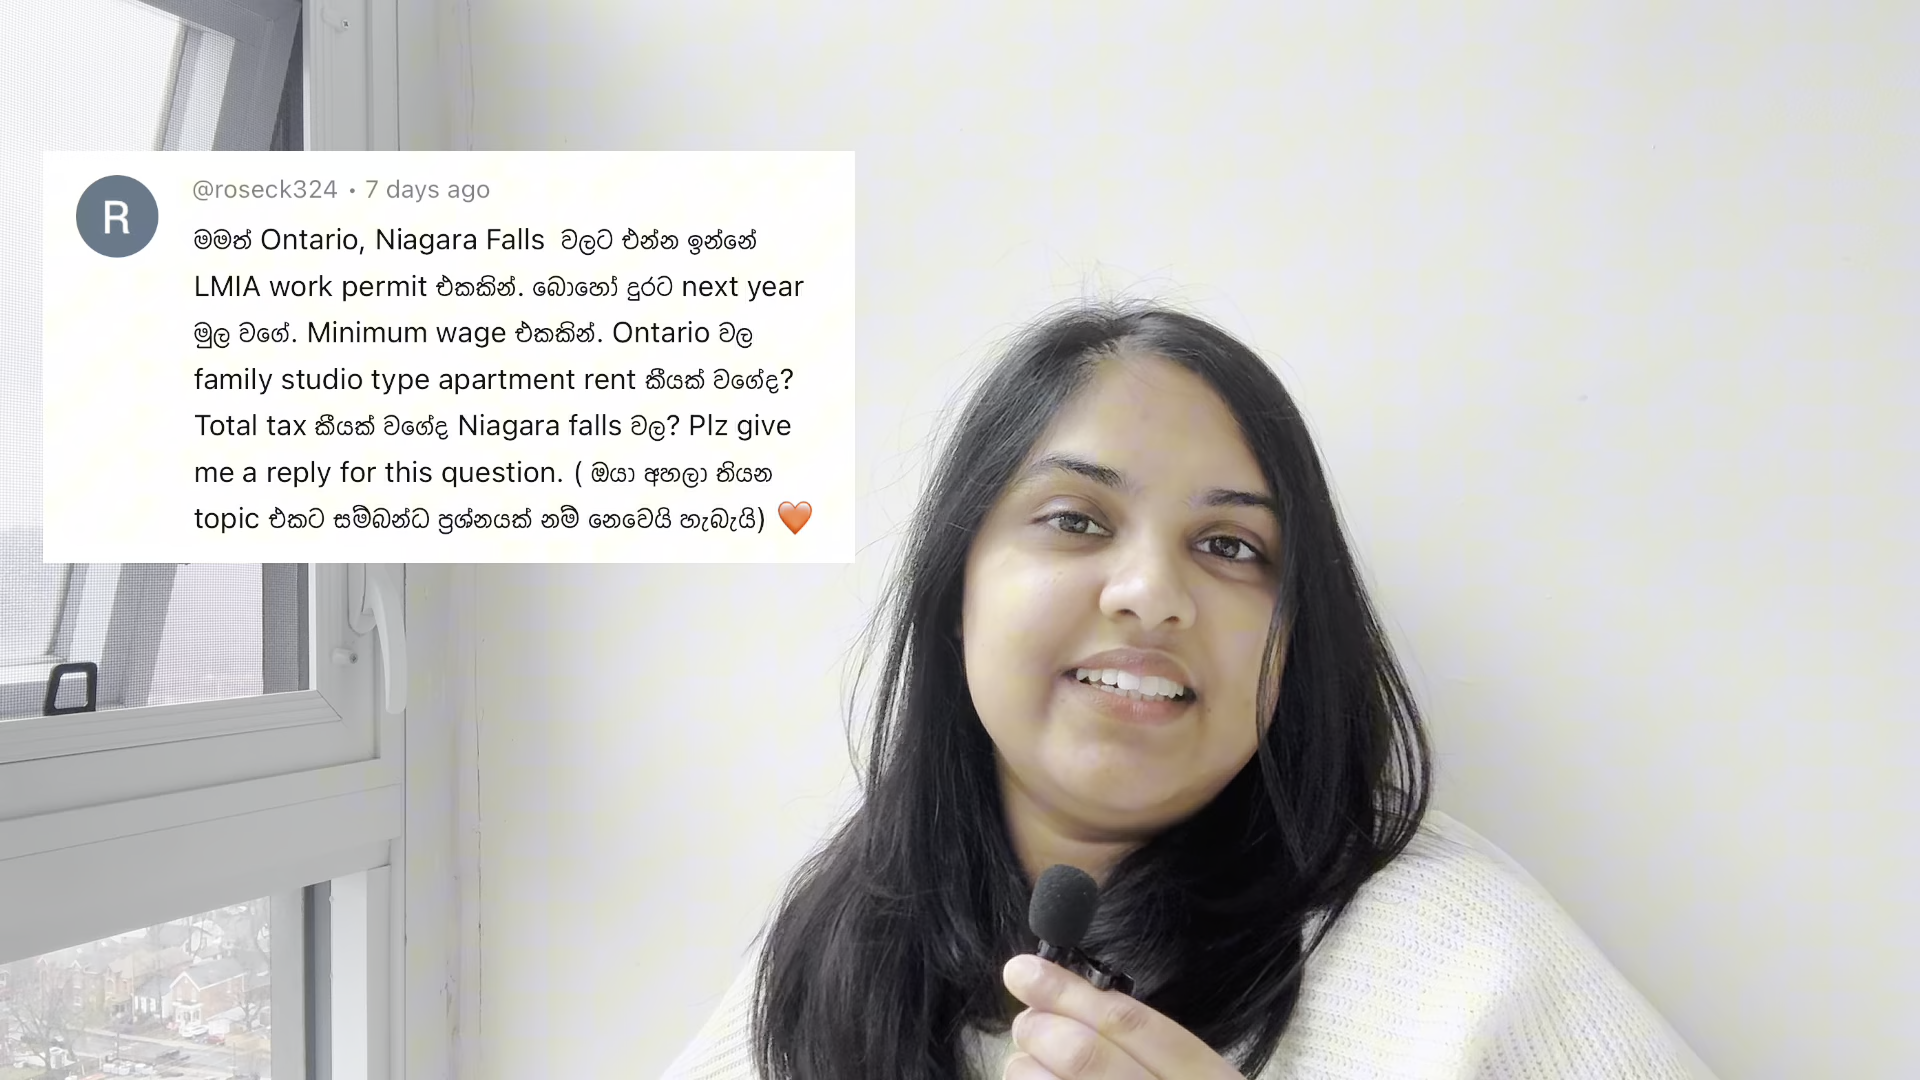 R
@roseck324 • 7 days ago
මමත් Ontario, Niagara Falls වලට එන්න ඉන්නේ
LMIA work permit එකකින්. බොහෝ දුරට next year
මුල වගේ. Minimum wage එකකින්. Ontario වල
family studio type apartment rent කීයක් වගේද?
Total tax කීයක් වගේද Niagara falls වල? Plz give
me a reply for this question. ( ඔයා අහලා තියන
topic එකට සම්බන්ධ ප්‍රශ්නයක් නම් නෙවෙයි හැබැයි) 🧡